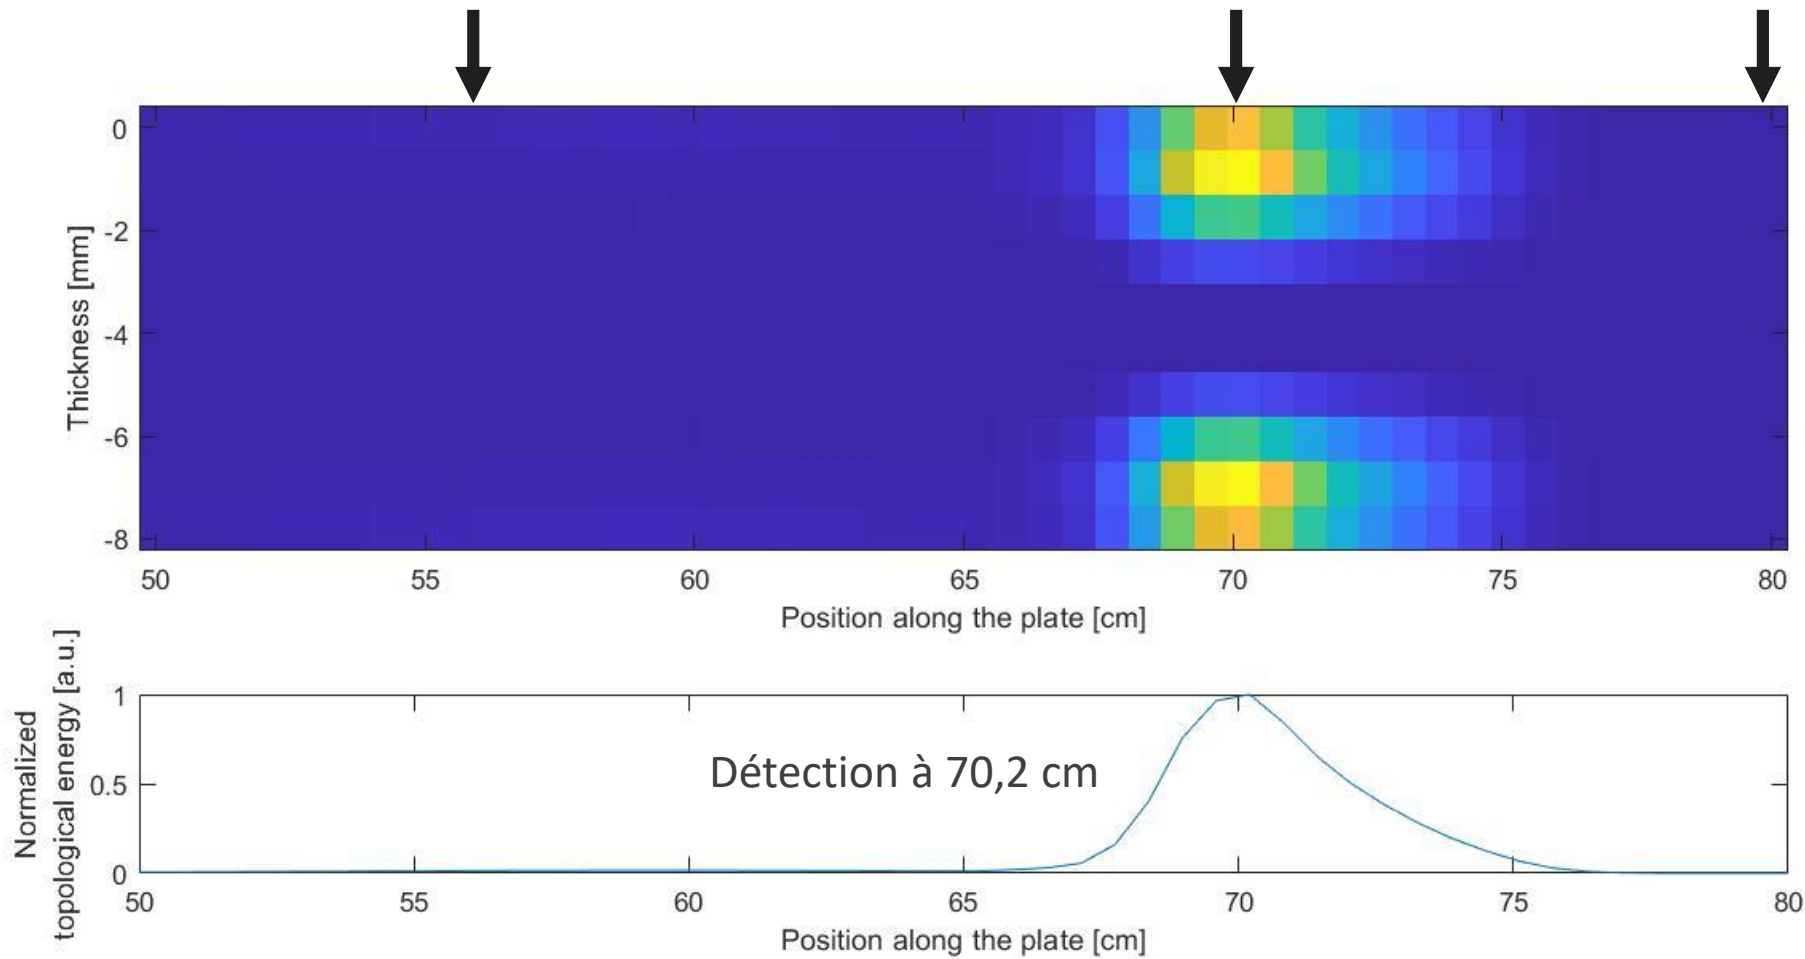 0
-2
-4
-6
-8
Thickness [mm]
50 55 60 65 70 75 80
Position along the plate [cm]
Normalized
topological energy [a.u.]
1
0.5
0
Détection à 70,2 cm
50 55 60 65 70 75 80
Position along the plate [cm]